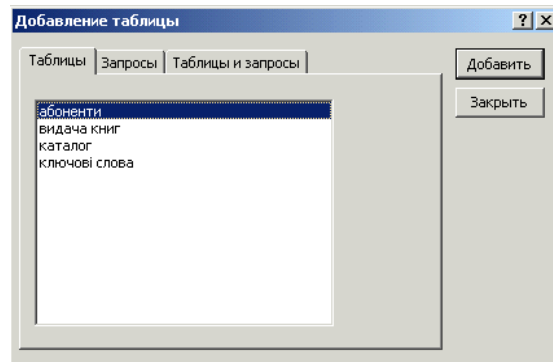 Добавление таблицы
Таблицы Запросы Таблицы и запросы
Добавить
Закрыть
абоненти
видача книг
каталог
ключові слова